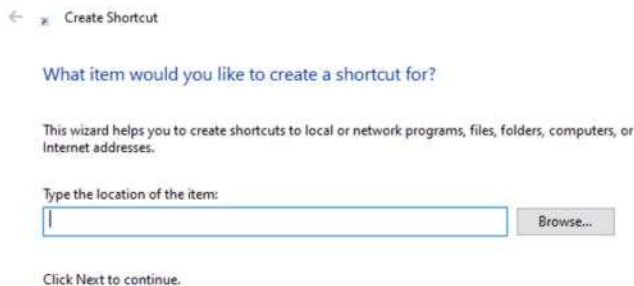 Create Shortcut
What item would you like to create a shortcut for?
This wizard helps you to create shortcuts to local or network programs, files, folders, computers, or
Internet addresses.
Type the location of the item:
Browse...
Click Next to continue.